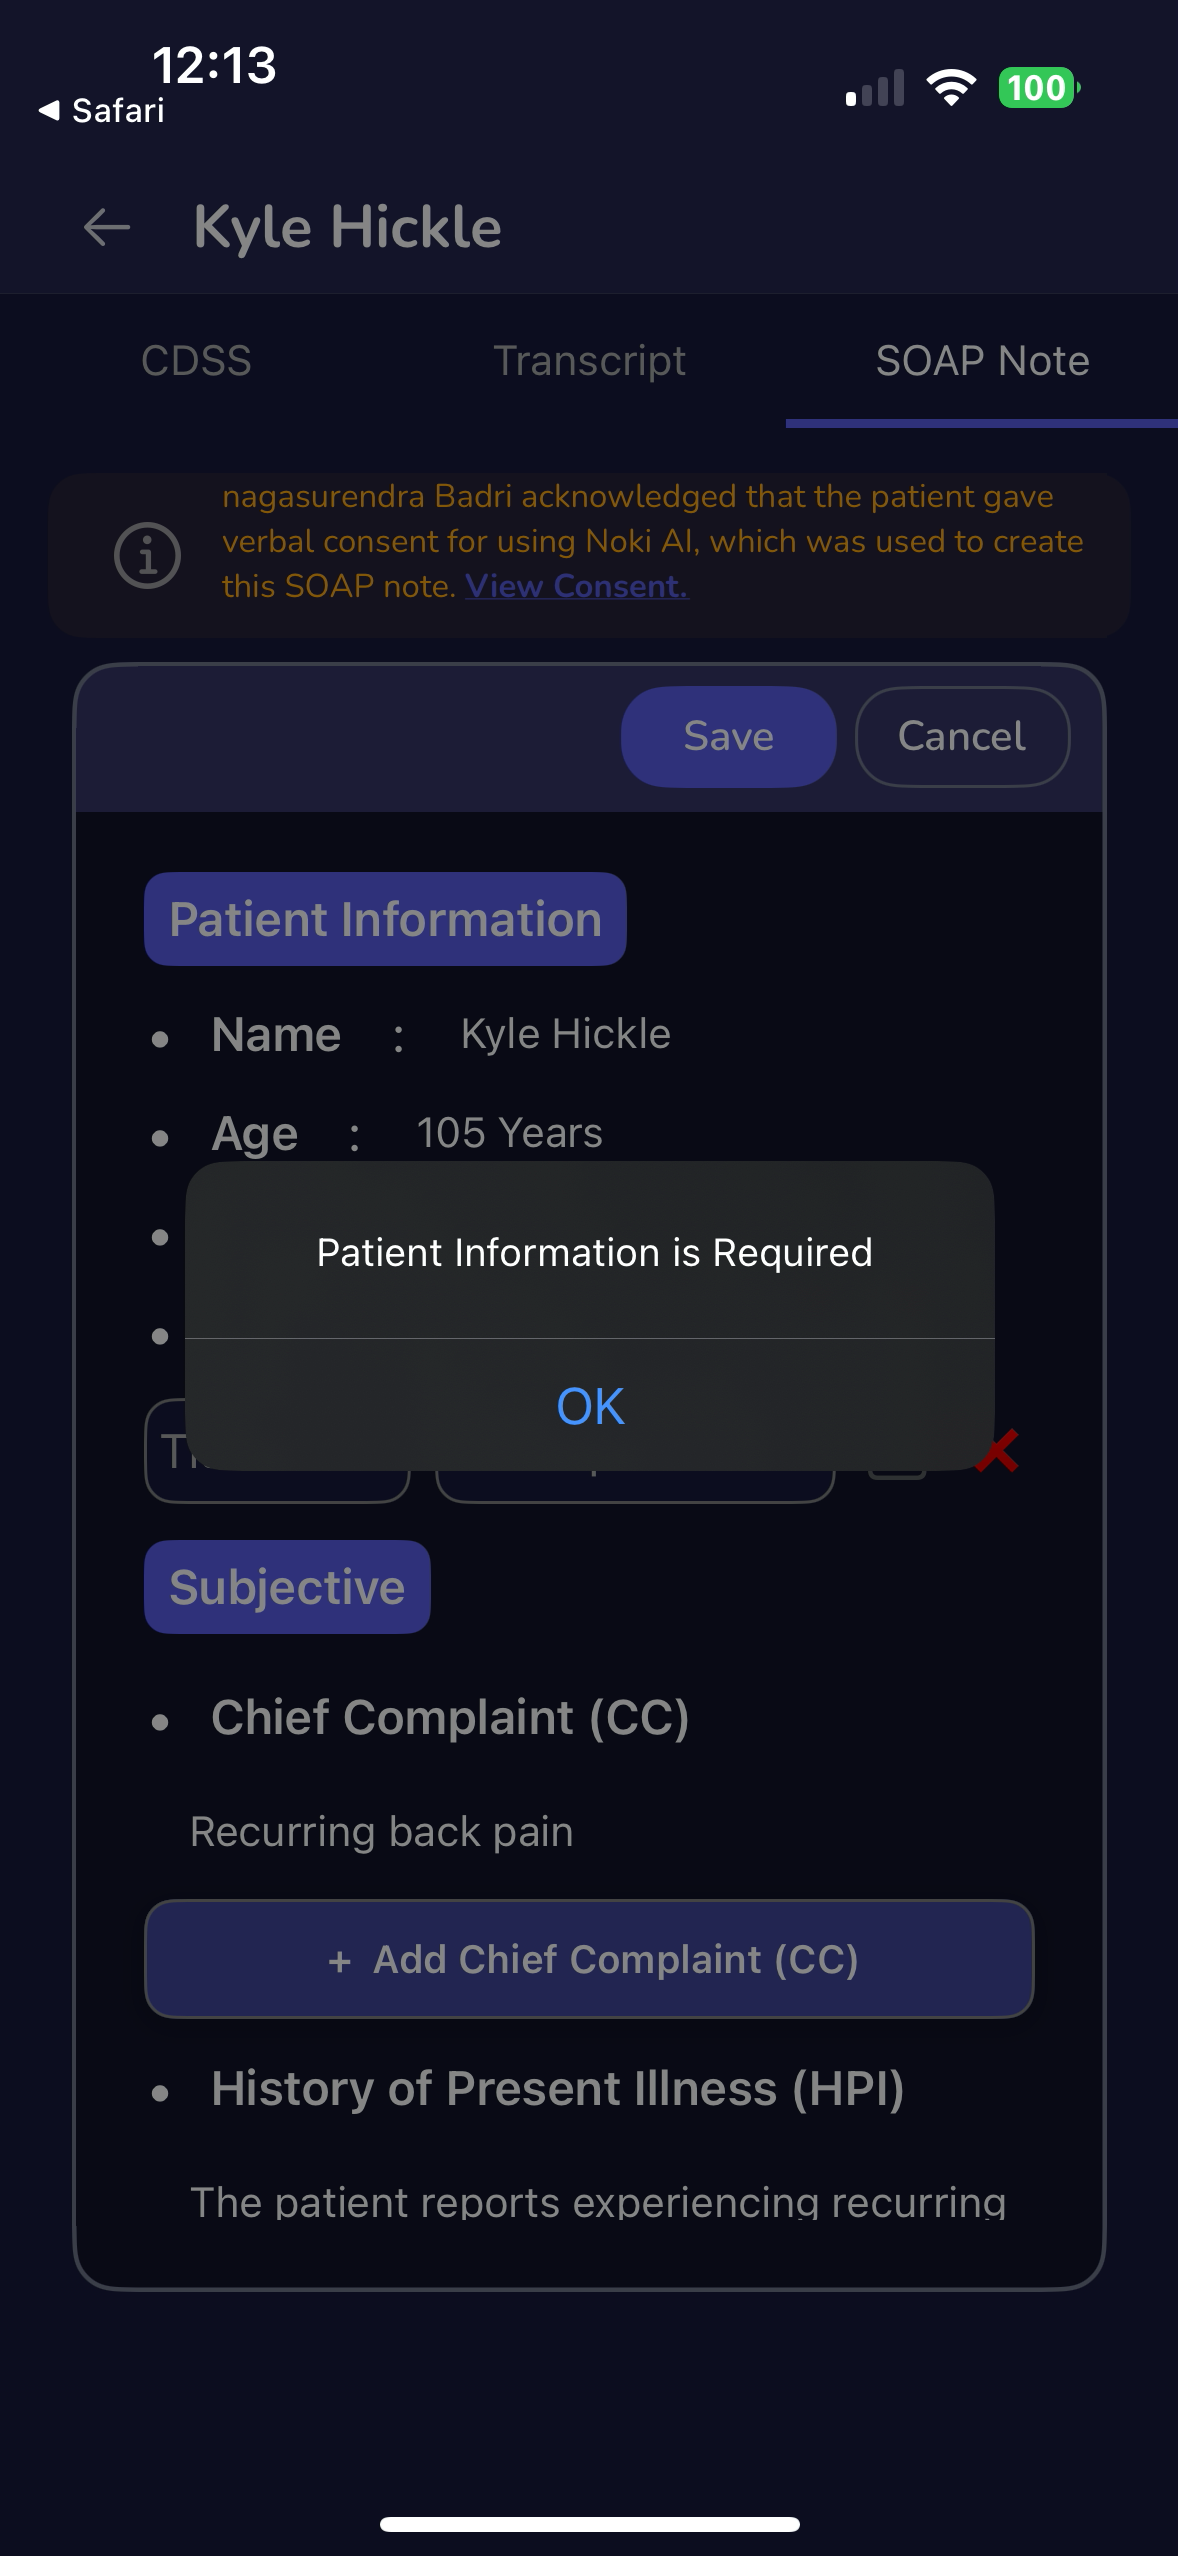 12:13
Safari
100
Kyle Hickle
CDSS
Transcript
SOAP Note
nagasurendra Badri acknowledged that the patient gave
verbal consent for using Noki AI, which was used to create
this SOAP note. View Consent.
Save
Cancel
Patient Information
Name : Kyle Hickle
Age : 105 Years
Patient Information is Required
OK
Subjective
Chief Complaint (CC)
Recurring back pain
+ Add Chief Complaint (CC)
History of Present Illness (HPI)
The patient reports experiencing recurring